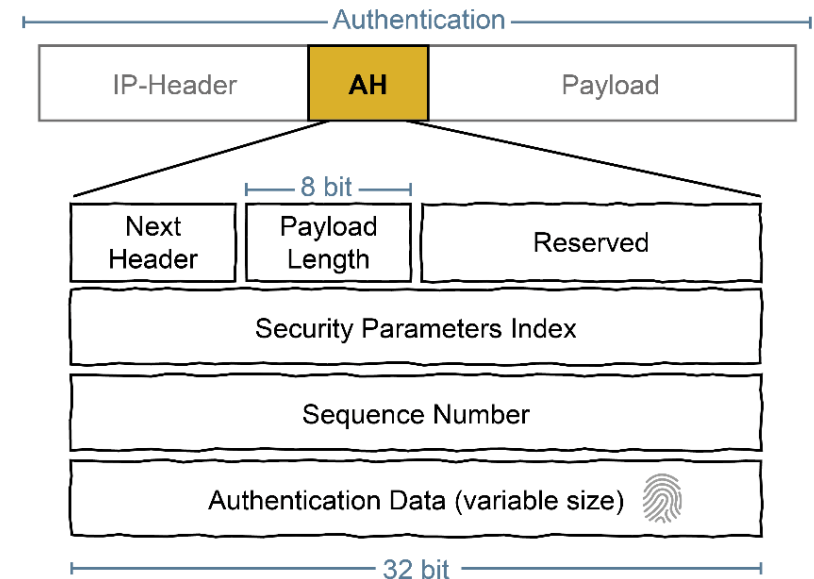 Authentication
IP-Header AH Payload
8 bit
Next
Header
Payload
Length
Reserved
Security Parameters Index
Sequence Number
Authentication Data (variable size)
32 bit